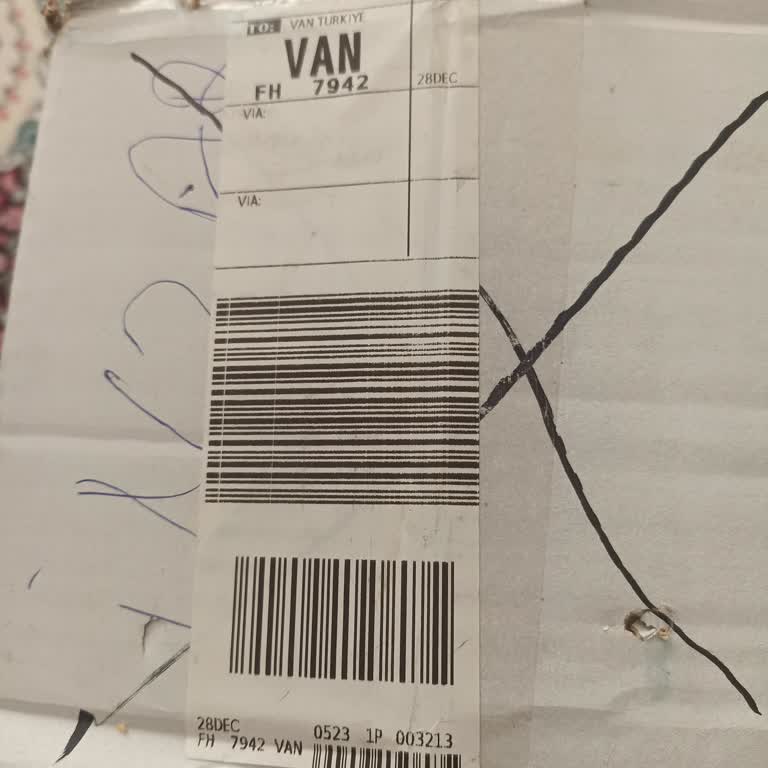 TO: VAN TURKIYE
VAN
FH 7942 28DEC
VIA:
VIA:
28DEC 0523 1P 003213
FH 7942 VAN